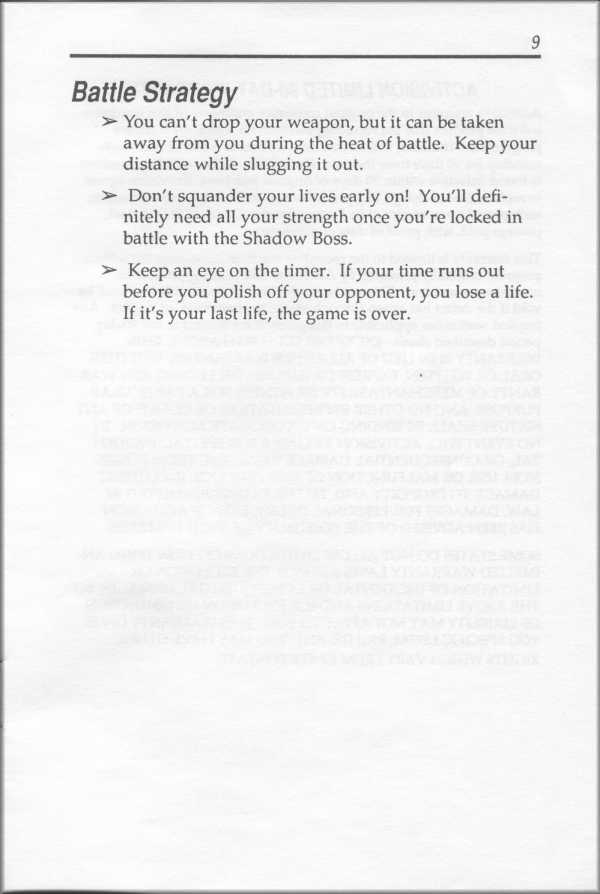 9
Battle Strategy
➢ You can't drop your weapon, but it can be taken
away from you during the heat of battle. Keep your
distance while slugging it out.
➢ Don't squander your lives early on! You'll defi-
nitely need all your strength once you're locked in
battle with the Shadow Boss.
➢ Keep an eye on the timer. If your time runs out
before you polish off your opponent, you lose a life.
If it's your last life, the game is over.